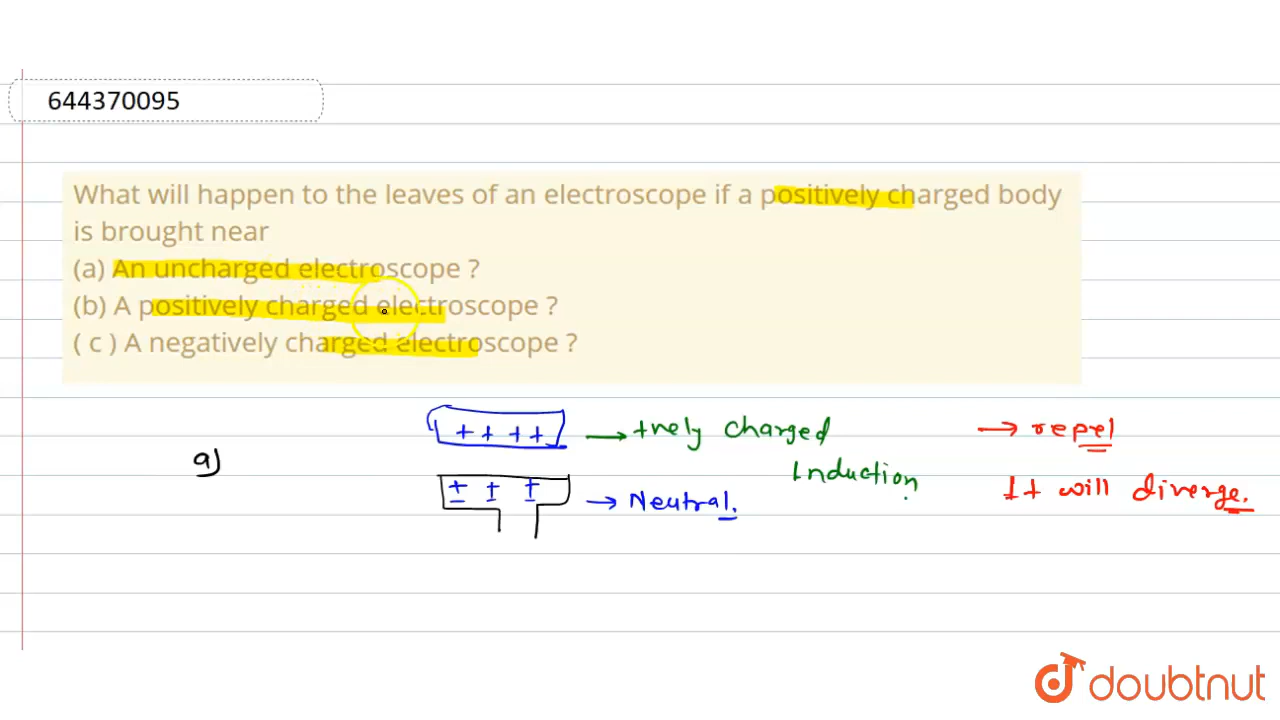 644370095
What will happen to the leaves of an electroscope if a positively charged body
is brought near
(a) An uncharged electroscope ?
(b) A positively charged electroscope ?
( c ) A negatively charged electroscope ?
a)
+ + + + → +vely charged → repel
Induction
± ± ± → Neutral. It will diverge.
doubtnut